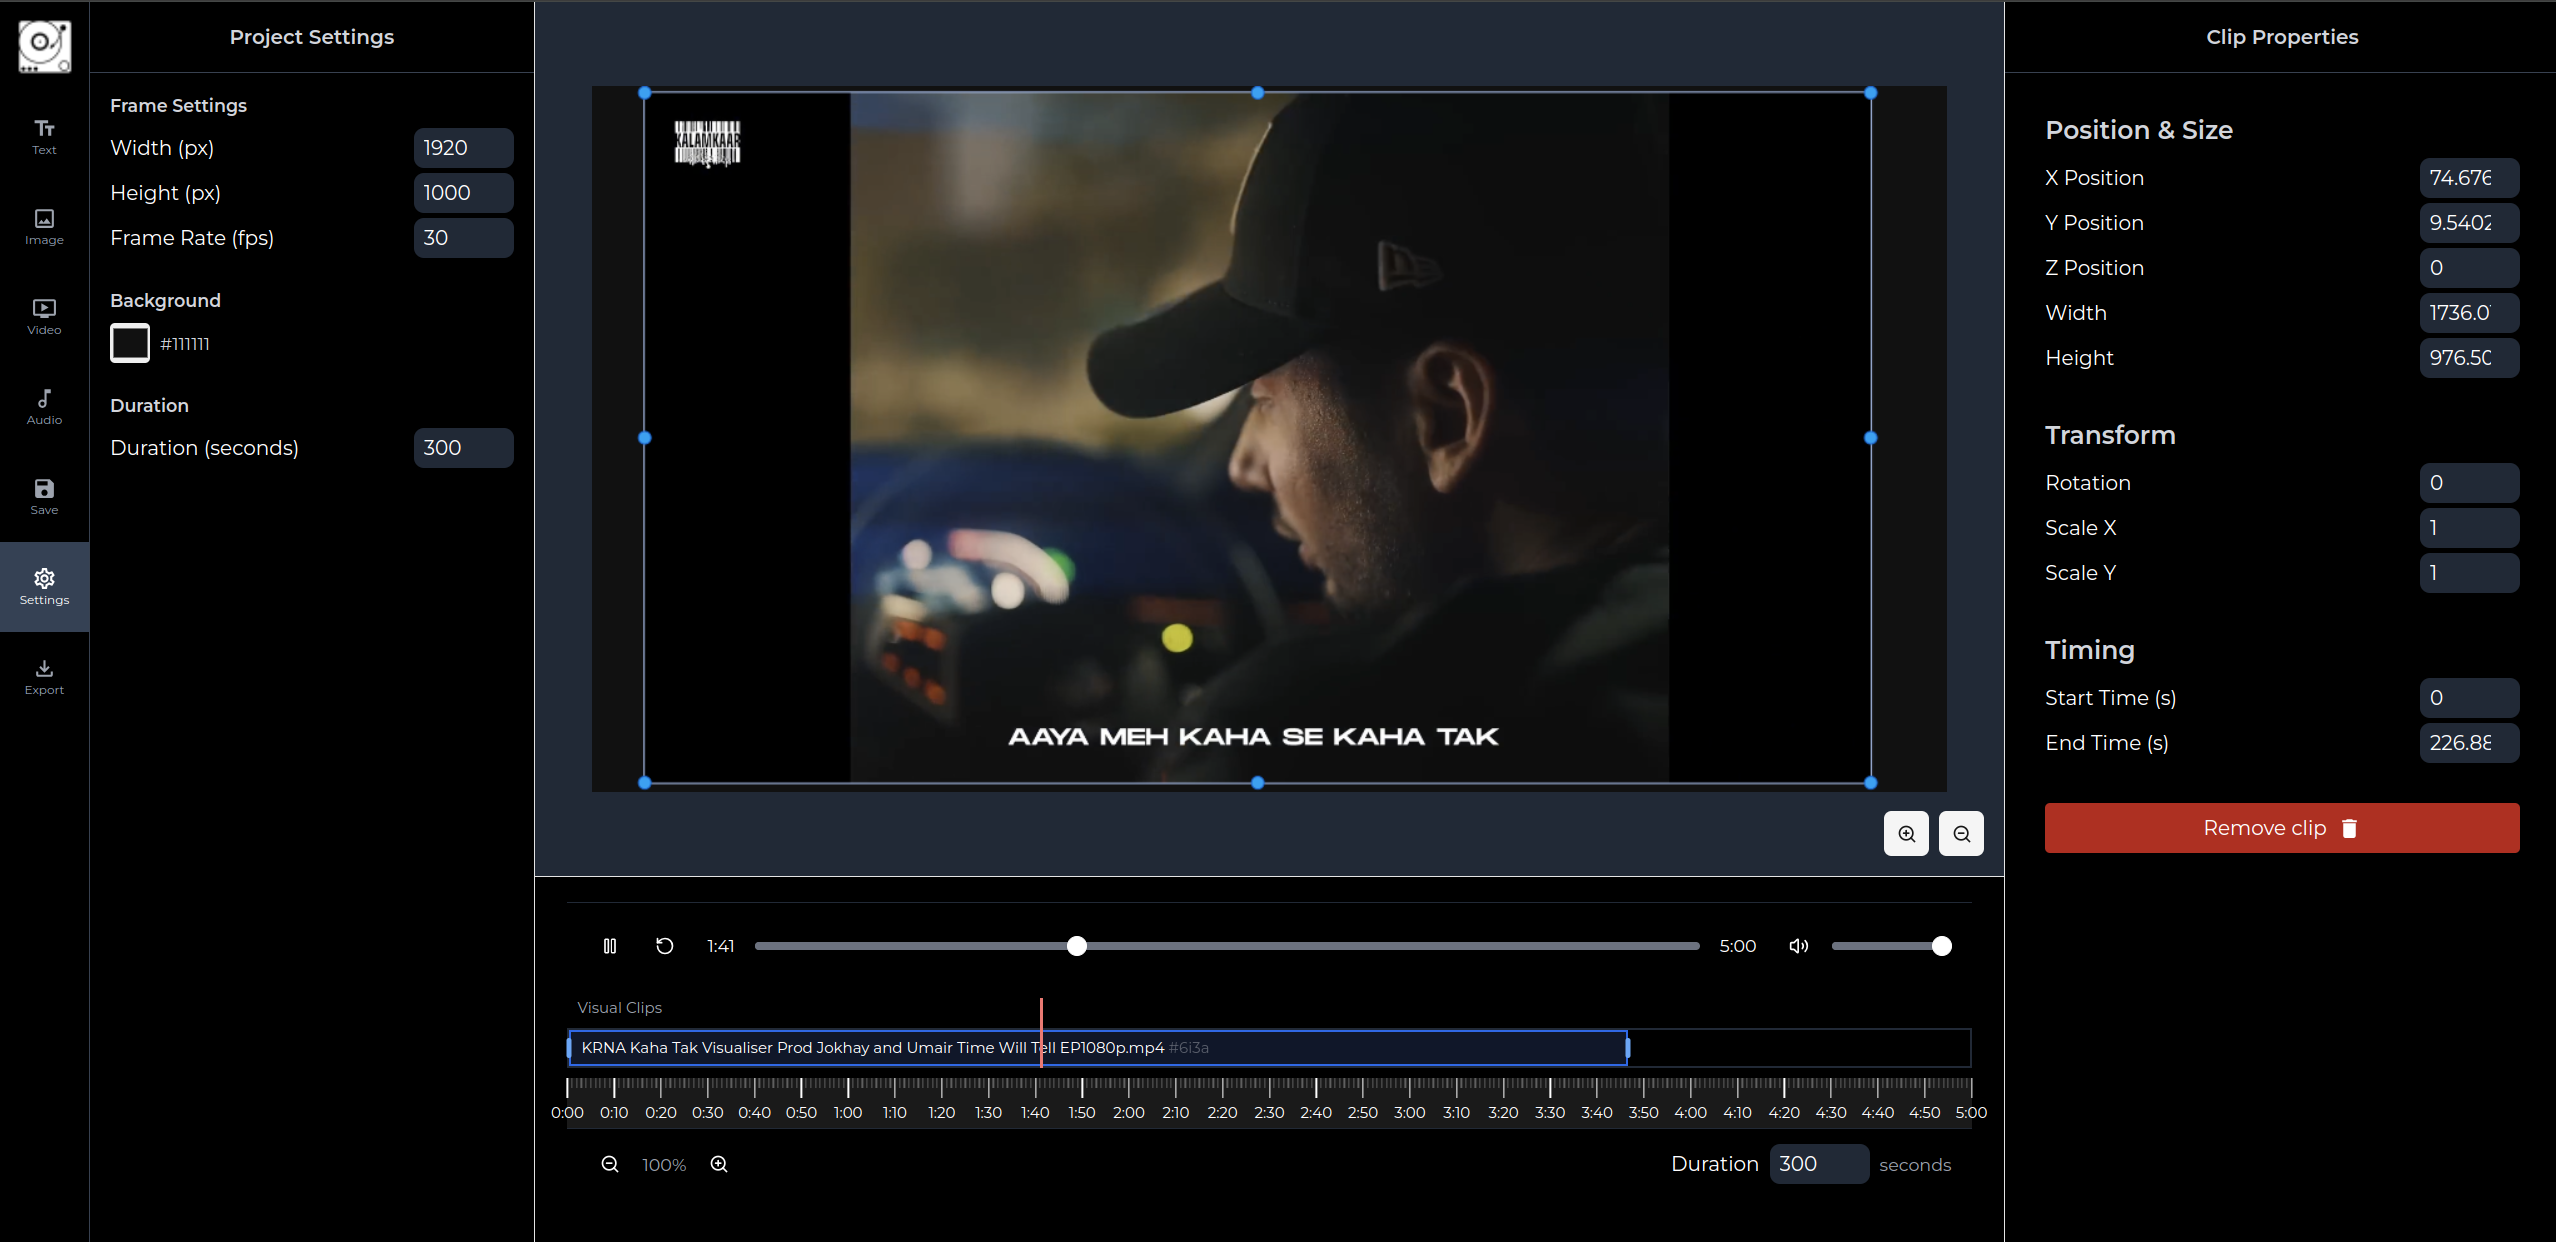 Project Settings
Clip Properties
Text
Image
Video
Audio
Save
Settings
Export
Frame Settings
Width (px) 1920
Height (px) 1000
Frame Rate (fps) 30
Background
#111111
Duration
Duration (seconds) 300
KALAMKAAR
AAYA MEH KAHA SE KAHA TAK
1:41
5:00
Visual Clips
KRNA Kaha Tak Visualiser Prod Jokhay and Umair Time Will Tell EP1080p.mp4 #6i3a
0:00 0:10 0:20 0:30 0:40 0:50 1:00 1:10 1:20 1:30 1:40 1:50 2:00 2:10 2:20 2:30 2:40 2:50 3:00 3:10 3:20 3:30 3:40 3:50 4:00 4:10 4:20 4:30 4:40 4:50 5:00
100%
Duration 300 seconds
Position & Size
X Position 74.676
Y Position 9.5402
Z Position 0
Width 1736.0
Height 976.50
Transform
Rotation 0
Scale X 1
Scale Y 1
Timing
Start Time (s) 0
End Time (s) 226.88
Remove clip